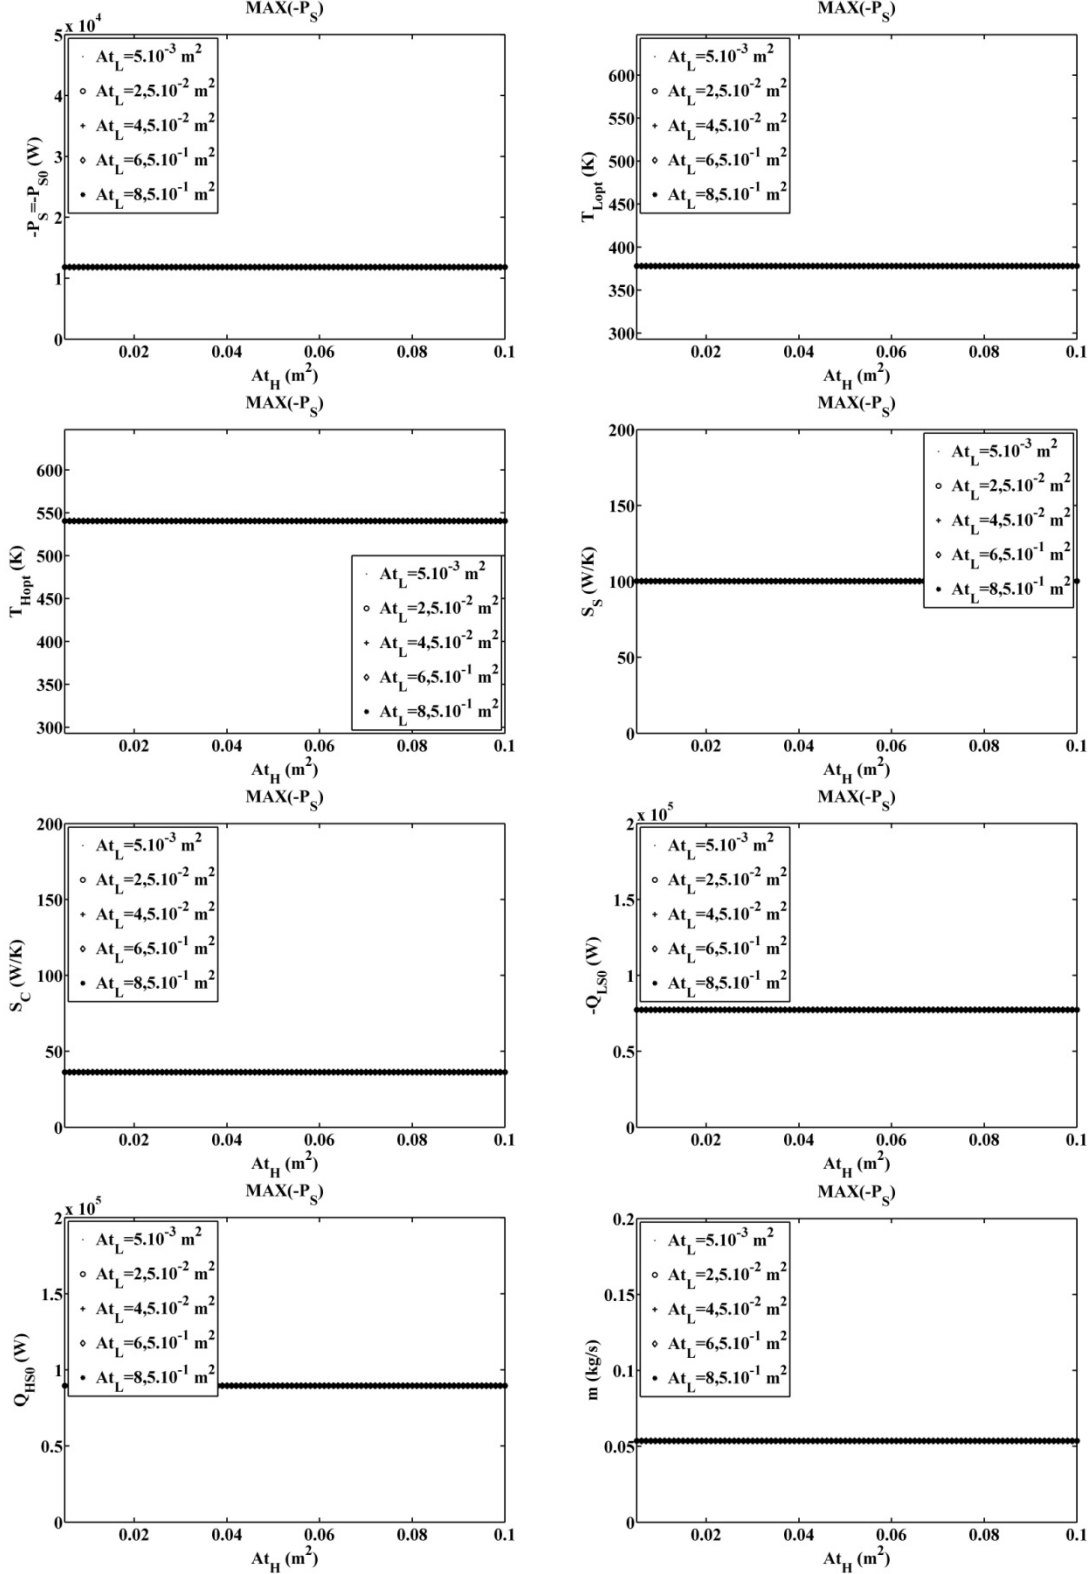 MAX(-P_S)
x 10^4
5
4
3
2
1
0
-P_S=-P_S0 (W)
At_L=5.10^-3 m^2
At_L=2,5.10^-2 m^2
At_L=4,5.10^-2 m^2
At_L=6,5.10^-1 m^2
At_L=8,5.10^-1 m^2
0.02 0.04 0.06 0.08 0.1
At_H (m^2)
MAX(-P_S)
600
550
500
450
400
350
300
T_Lopt (K)
At_L=5.10^-3 m^2
At_L=2,5.10^-2 m^2
At_L=4,5.10^-2 m^2
At_L=6,5.10^-1 m^2
At_L=8,5.10^-1 m^2
0.02 0.04 0.06 0.08 0.1
At_H (m^2)
MAX(-P_S)
600
550
500
450
400
350
300
T_Hopt (K)
At_L=5.10^-3 m^2
At_L=2,5.10^-2 m^2
At_L=4,5.10^-2 m^2
At_L=6,5.10^-1 m^2
At_L=8,5.10^-1 m^2
0.02 0.04 0.06 0.08 0.1
At_H (m^2)
MAX(-P_S)
200
150
100
50
0
S_S (W/K)
At_L=5.10^-3 m^2
At_L=2,5.10^-2 m^2
At_L=4,5.10^-2 m^2
At_L=6,5.10^-1 m^2
At_L=8,5.10^-1 m^2
0.02 0.04 0.06 0.08 0.1
At_H (m^2)
MAX(-P_S)
200
150
100
50
0
S_C (W/K)
At_L=5.10^-3 m^2
At_L=2,5.10^-2 m^2
At_L=4,5.10^-2 m^2
At_L=6,5.10^-1 m^2
At_L=8,5.10^-1 m^2
0.02 0.04 0.06 0.08 0.1
At_H (m^2)
MAX(-P_S)
x 10^5
2
1.5
1
0.5
0
-Q_LS0 (W)
At_L=5.10^-3 m^2
At_L=2,5.10^-2 m^2
At_L=4,5.10^-2 m^2
At_L=6,5.10^-1 m^2
At_L=8,5.10^-1 m^2
0.02 0.04 0.06 0.08 0.1
At_H (m^2)
MAX(-P_S)
x 10^5
2
1.5
1
0.5
0
Q_HS0 (W)
At_L=5.10^-3 m^2
At_L=2,5.10^-2 m^2
At_L=4,5.10^-2 m^2
At_L=6,5.10^-1 m^2
At_L=8,5.10^-1 m^2
0.02 0.04 0.06 0.08 0.1
At_H (m^2)
MAX(-P_S)
0.2
0.15
0.1
0.05
0
m (kg/s)
At_L=5.10^-3 m^2
At_L=2,5.10^-2 m^2
At_L=4,5.10^-2 m^2
At_L=6,5.10^-1 m^2
At_L=8,5.10^-1 m^2
0.02 0.04 0.06 0.08 0.1
At_H (m^2)